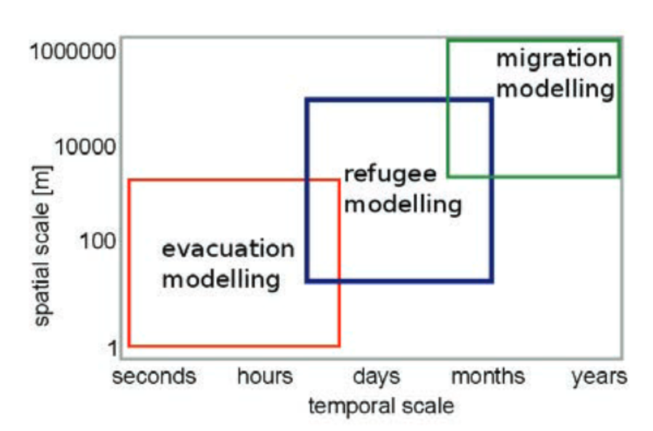 1000000
migration
modelling
10000
refugee
modelling
spatial scale [m]
100
evacuation
modelling
1
seconds hours days months years
temporal scale